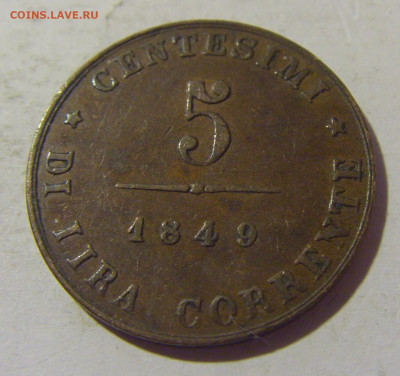 COINS.LAVE.RU
★ CENTESIMI ★
5
1849
DI LIRA CORRENTE